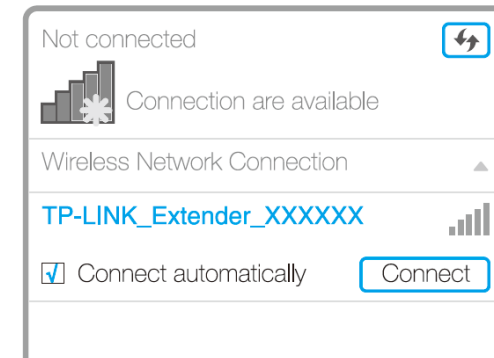 Not connected
Connection are available
Wireless Network Connection
TP-LINK_Extender_XXXXXX
Connect automatically Connect